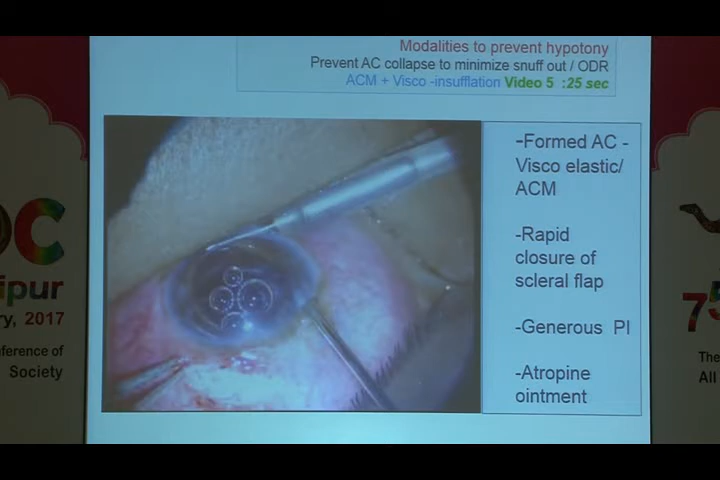 Modalities to prevent hypotony
Prevent AC collapse to minimize snuff out / ODR
ACM + Visco -insufflation Video 5 :25 sec
-Formed AC -
Visco elastic/
ACM
-Rapid
closure of
scleral flap
-Generous PI
-Atropine
ointment
OC
ipur
ry, 2017
ference of
Society
75
The
All